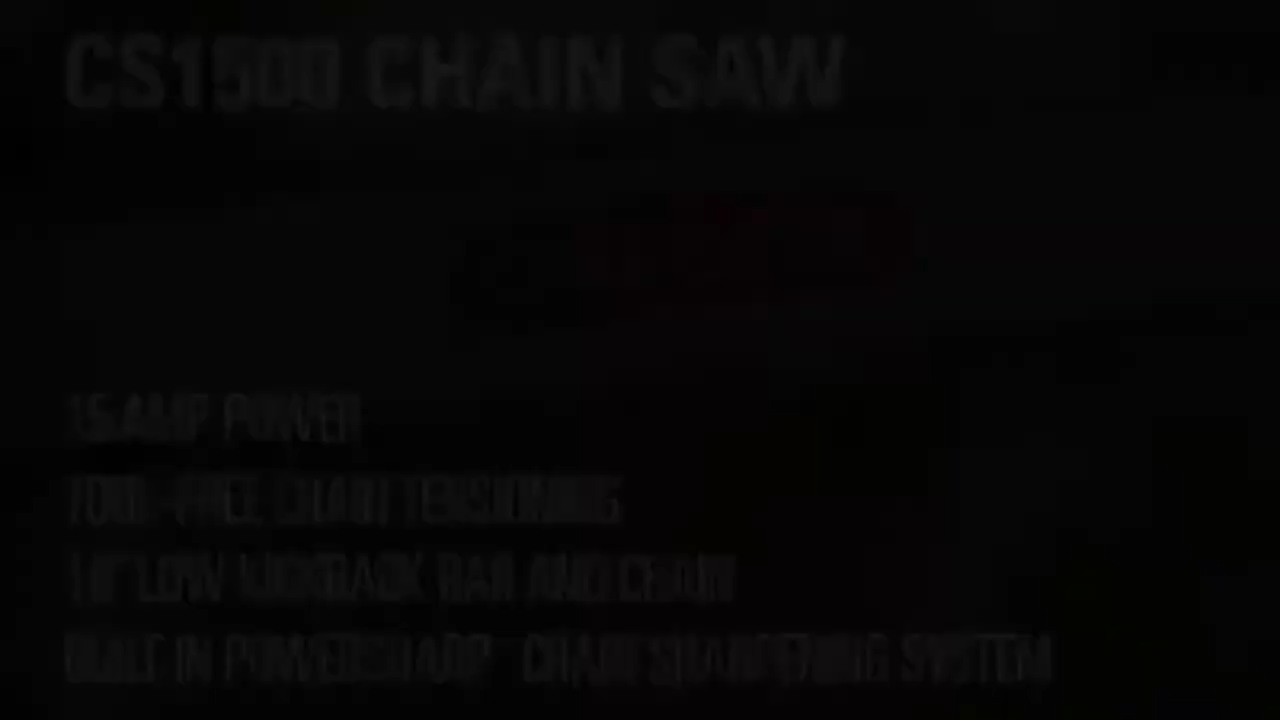 CS1500 CHAIN SAW
15 AMP POWER
TOOL-FREE CHAIN TENSIONING
18" LOW KICKBACK BAR AND CHAIN
BUILT IN POWERSHARP® CHAIN SHARPENING SYSTEM